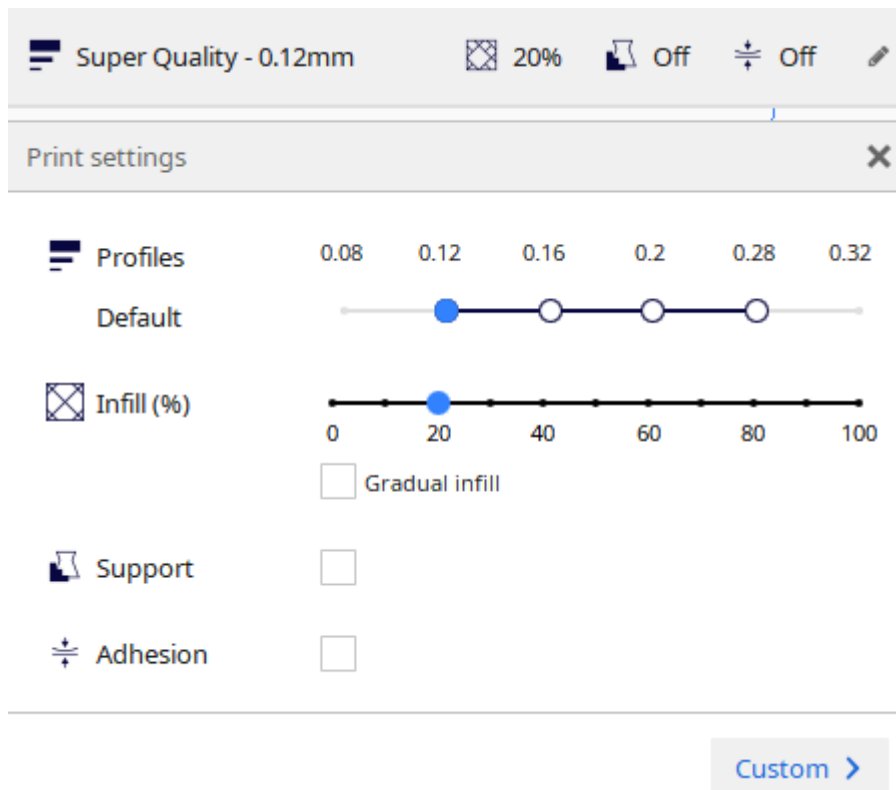 Super Quality - 0.12mm 20% Off Off
Print settings
Profiles 0.08 0.12 0.16 0.2 0.28 0.32
Default
Infill (%)
0 20 40 60 80 100
Gradual infill
Support
Adhesion
Custom